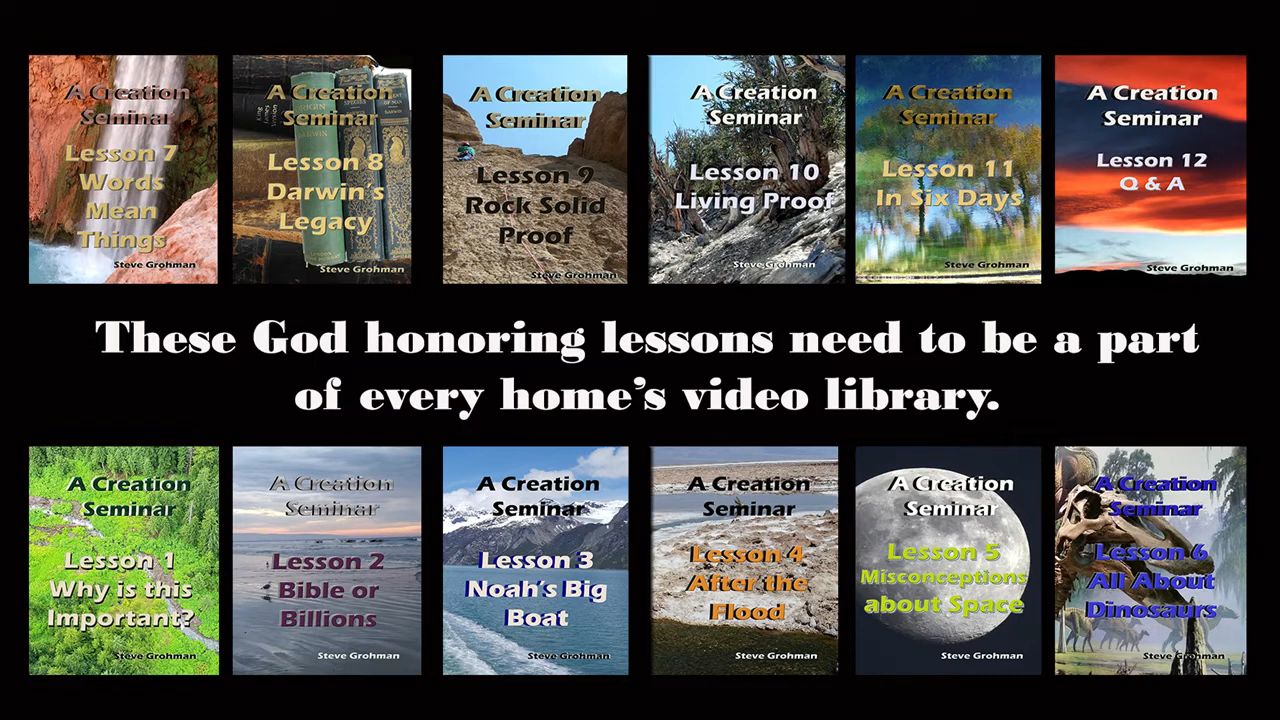 A Creation
Seminar
Lesson 7
Words
Mean
Things
Steve Grohman
A Creation
Seminar
Lesson 8
Darwin's
Legacy
Steve Grohman
A Creation
Seminar
Lesson 9
Rock Solid
Proof
Steve Grohman
A Creation
Seminar
Lesson 10
Living Proof
Steve Grohman
A Creation
Seminar
Lesson 11
In Six Days
Steve Grohman
A Creation
Seminar
Lesson 12
Q & A
Steve Grohman
These God honoring lessons need to be a part
of every home's video library.
A Creation
Seminar
Lesson 1
Why is this
Important?
Steve Grohman
A Creation
Seminar
Lesson 2
Bible or
Billions
Steve Grohman
A Creation
Seminar
Lesson 3
Noah's Big
Boat
Steve Grohman
A Creation
Seminar
Lesson 4
After the
Flood
Steve Grohman
A Creation
Seminar
Lesson 5
Misconceptions
about Space
Steve Grohman
A Creation
Seminar
Lesson 6
All About
Dinosaurs
Steve Grohman